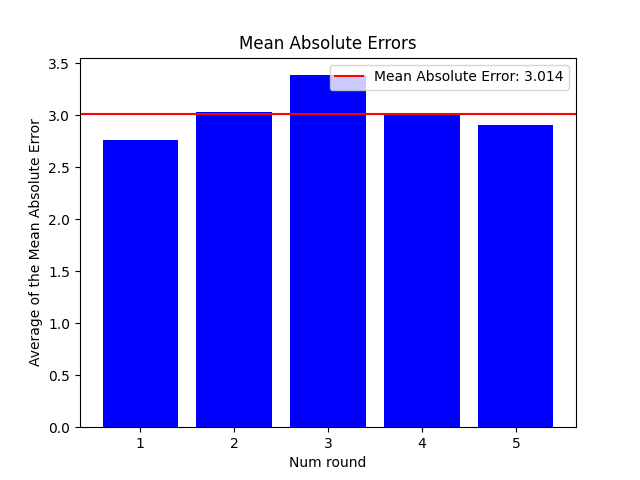 Mean Absolute Errors
Mean Absolute Error: 3.014
Average of the Mean Absolute Error
3.5
3.0
2.5
2.0
1.5
1.0
0.5
0.0
1 2 3 4 5
Num round